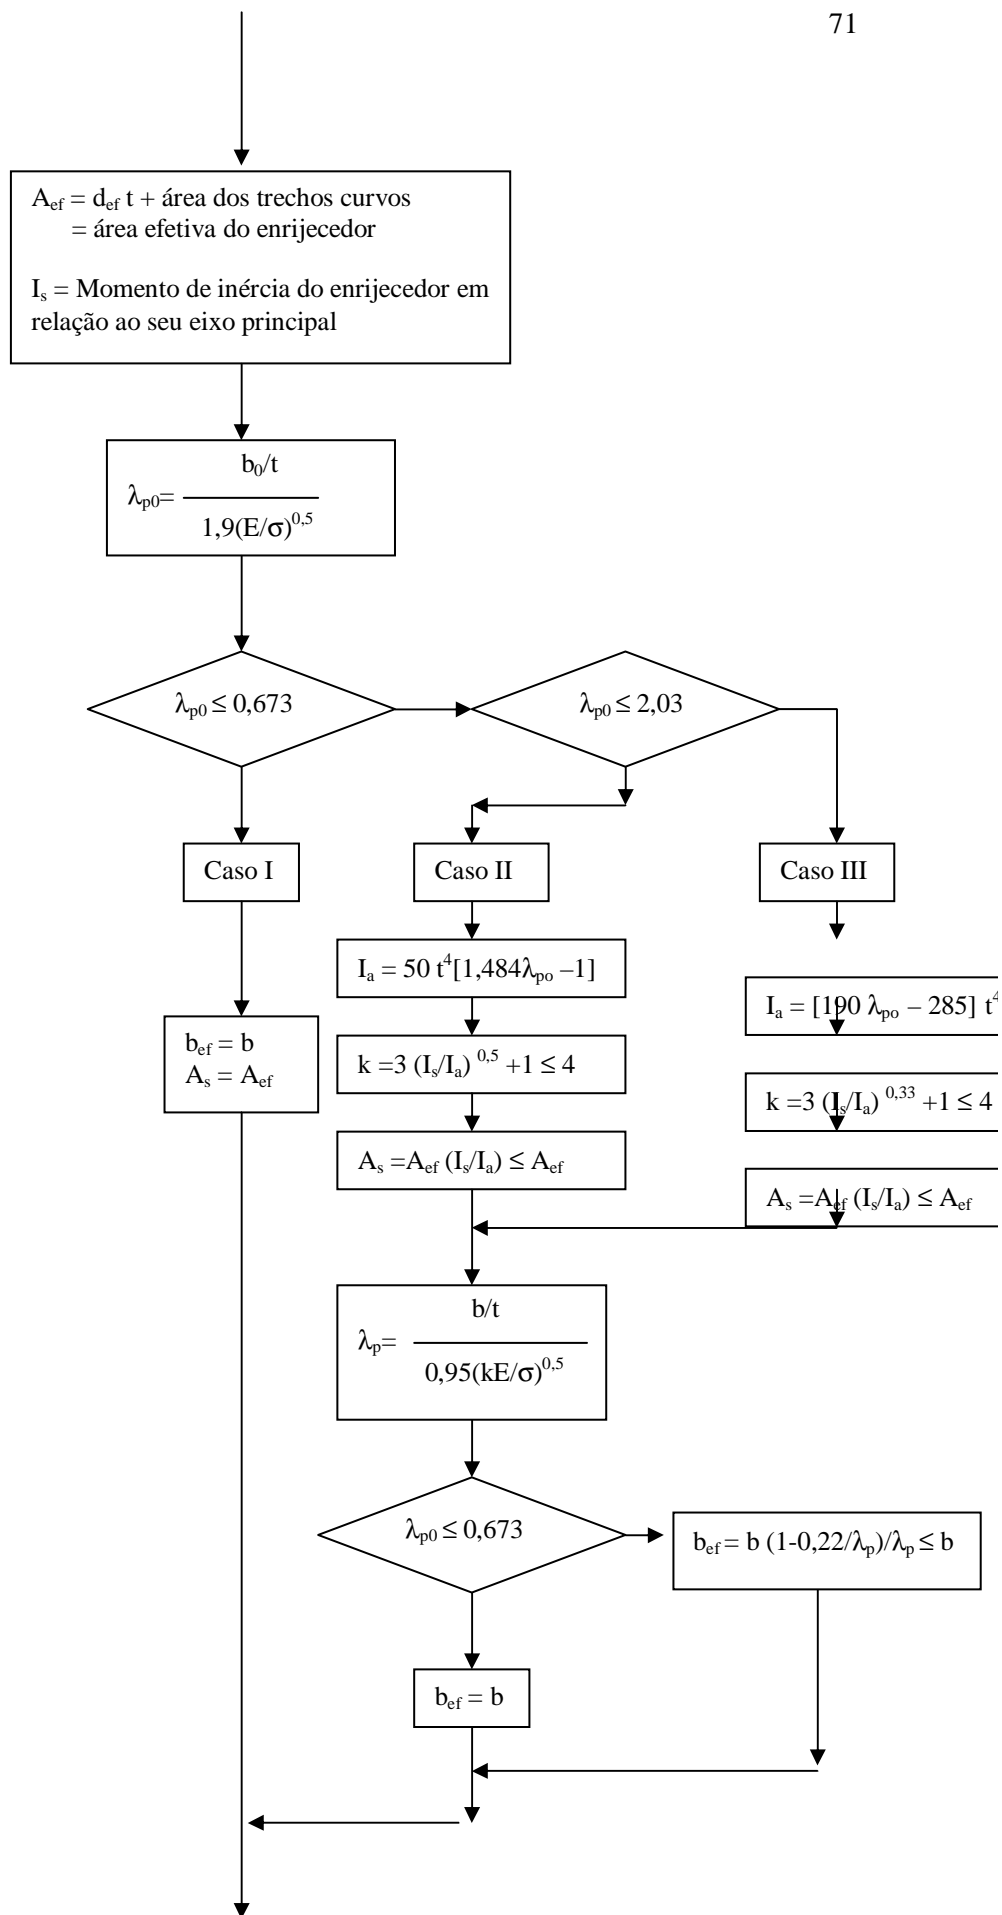 71
A_ef = d_ef t + área dos trechos curvos
= área efetiva do enrijecedor
I_s = Momento de inércia do enrijecedor em
relação ao seu eixo principal
b_0/t
λ_p0=
1,9(E/σ)^0,5
λ_p0 ≤ 0,673
λ_p0 ≤ 2,03
Caso I
Caso II
Caso III
I_a = 50 t^4[1,484λ_po –1]
I_a = [190 λ_po – 285] t^4
b_ef = b
A_s = A_ef
k =3 (I_s/I_a) ^0,5 +1 ≤ 4
k =3 (I_s/I_a) ^0,33 +1 ≤ 4
A_s =A_ef (I_s/I_a) ≤ A_ef
A_s =A_ef (I_s/I_a) ≤ A_ef
b/t
λ_p=
0,95(kE/σ)^0,5
λ_p0 ≤ 0,673
b_ef = b (1-0,22/λ_p)/λ_p ≤ b
b_ef = b